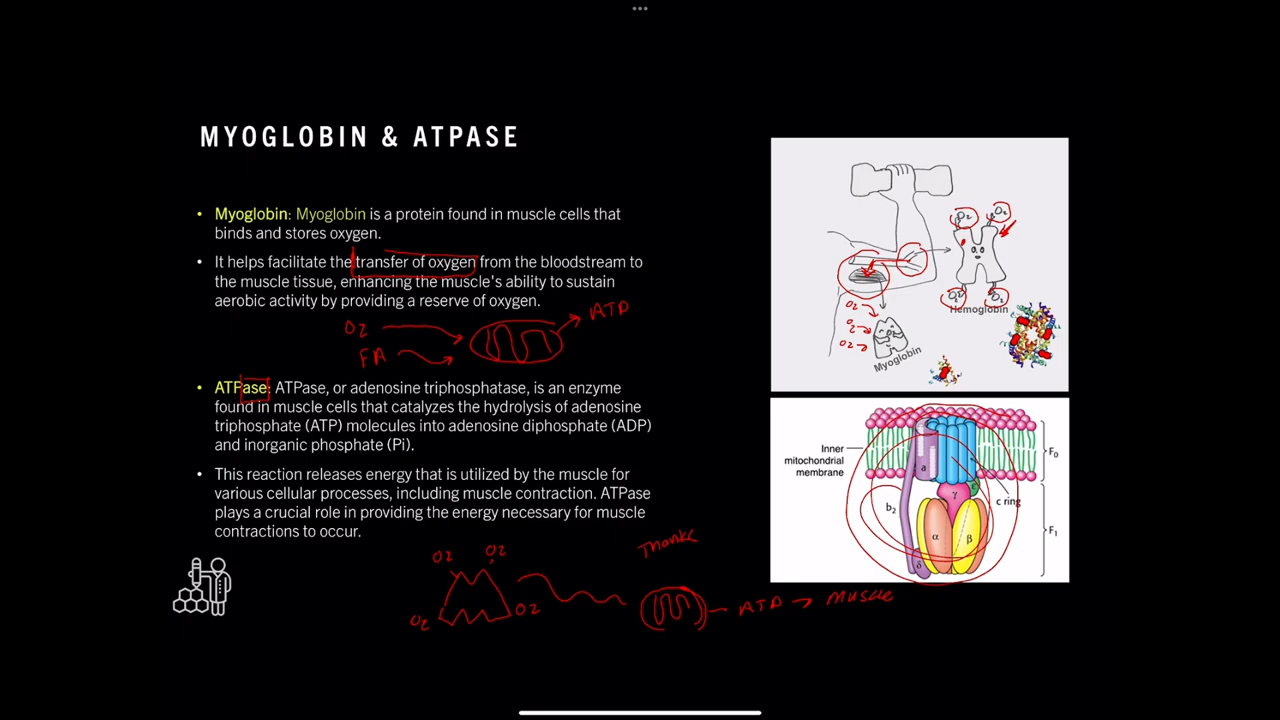 MYOGLOBIN & ATPASE
• Myoglobin: Myoglobin is a protein found in muscle cells that
binds and stores oxygen.
• It helps facilitate the transfer of oxygen from the bloodstream to
the muscle tissue, enhancing the muscle's ability to sustain
aerobic activity by providing a reserve of oxygen.
O2
FA
ATP
• ATPase: ATPase, or adenosine triphosphatase, is an enzyme
found in muscle cells that catalyzes the hydrolysis of adenosine
triphosphate (ATP) molecules into adenosine diphosphate (ADP)
and inorganic phosphate (Pi).
• This reaction releases energy that is utilized by the muscle for
various cellular processes, including muscle contraction. ATPase
plays a crucial role in providing the energy necessary for muscle
contractions to occur.
O2 O2
O2 O2
ATP → Muscle
O2 O2
O2 O2
Hemoglobin
O2
O2
O2
Myoglobin
Inner
mitochondrial
membrane
a
b2
δ
γ
ε
α
β
c ring
F0
F1